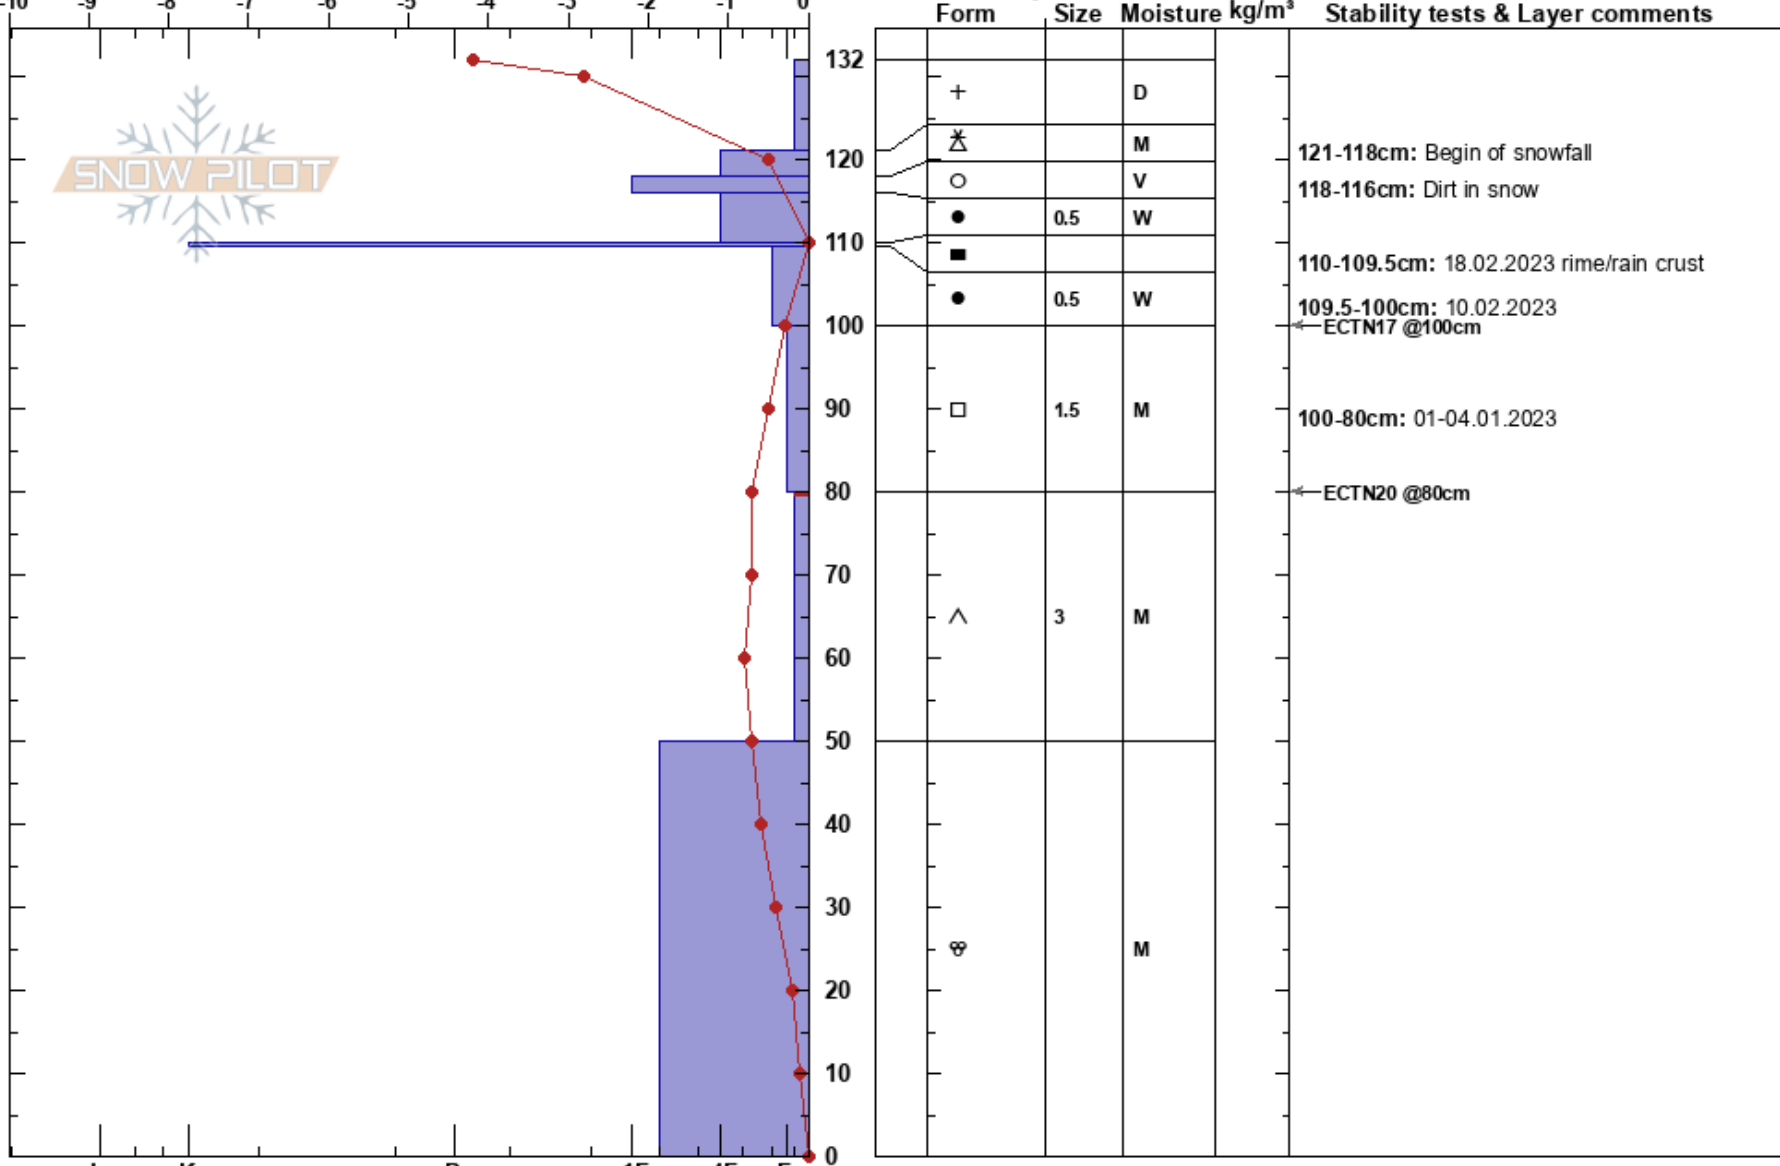 -10 -9 -8 -7 -6 -5 -4 -3 -2 -1 0
Form Size Moisture kg/m³ Stability tests & Layer comments
132
D
SNOW PILOT
M
120
121-118cm: Begin of snowfall
V
118-116cm: Dirt in snow
0.5 W
110
110-109.5cm: 18.02.2023 rime/rain crust
0.5 W
109.5-100cm: 10.02.2023
100
ECTN17 @100cm
90
1.5 M
100-80cm: 01-04.01.2023
80
ECTN20 @80cm
70
3 M
60
50
40
30
M
20
10
0